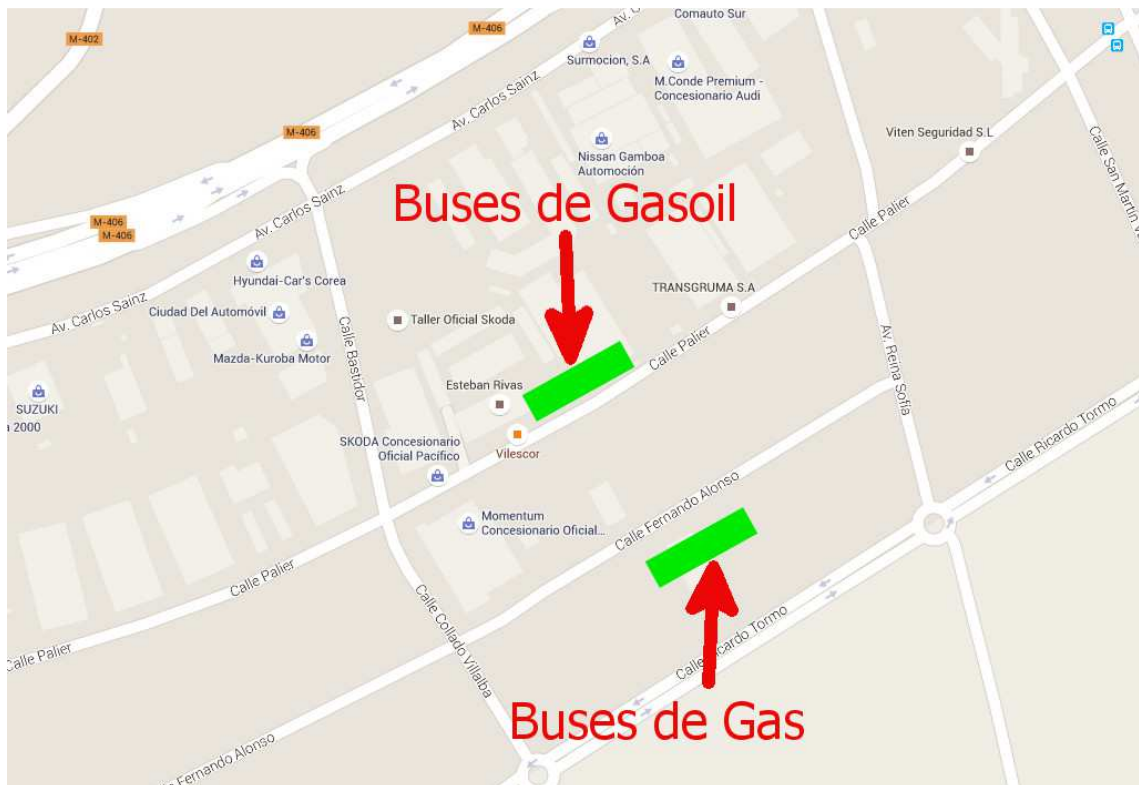 Comauto Sur
M-402
M-406
Surmocion, S.A
Av. Carlos Sainz
M.Conde Premium -
Concesionario Audi
Av. Carlos Sainz
M-406
Viten Seguridad S.L
Nissan Gamboa
Automoción
Calle San Martín V
Buses de Gasoil
Av. Carlos Sainz
M-406
M-406
Calle Palier
Hyundai-Car's Corea
TRANSGRUMA S.A
Ciudad Del Automóvil
Taller Oficial Skoda
Av. Carlos Sainz
Calle Bastidor
Mazda-Kuroba Motor
Calle Palier
Av. Reina Sofía
Esteban Rivas
SUZUKI
a 2000
SKODA Concesionario
Oficial Pacífico
Vilescor
Calle Ricardo Tormo
Momentum
Concesionario Oficial...
Calle Fernando Alonso
Calle Palier
Calle Collado Villalba
Calle Palier
Calle Ricardo Tormo
Buses de Gas
Calle Fernando Alonso